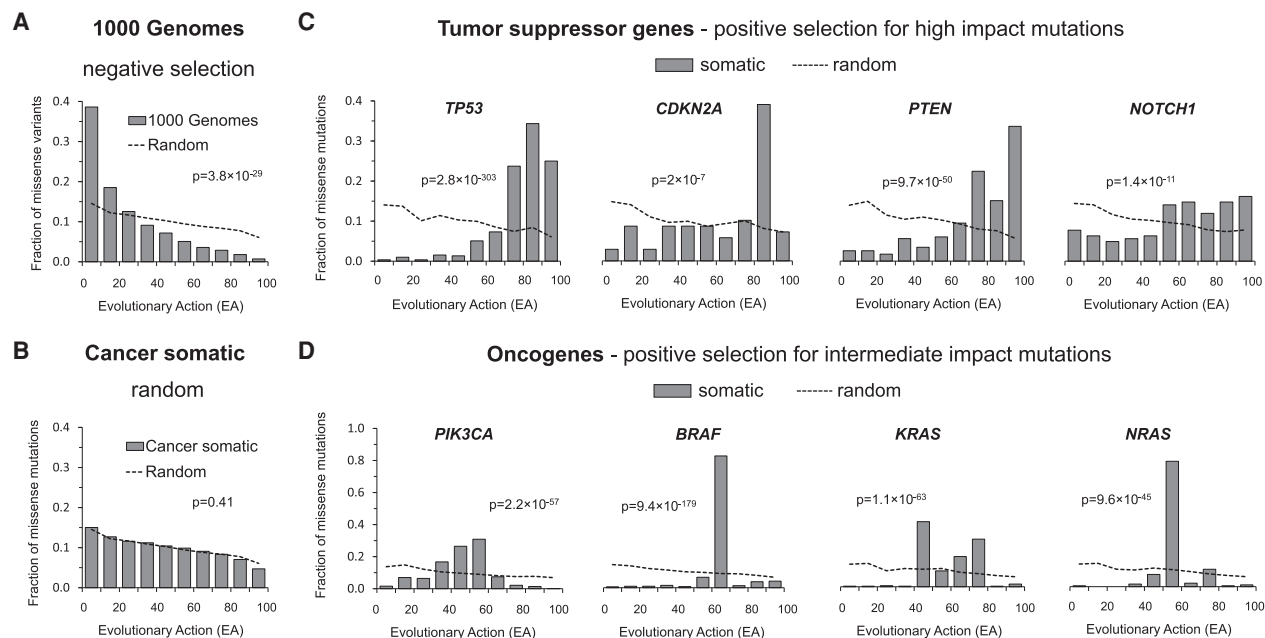 A
1000 Genomes
negative selection
0.4
0.3
0.2
0.1
0.0
Fraction of missense variants
1000 Genomes
Random
p=3.8×10-29
0 20 40 60 80 100
Evolutionary Action (EA)
B
Cancer somatic
random
0.4
0.3
0.2
0.1
0.0
Fraction of missense mutations
Cancer somatic
Random
p=0.41
0 20 40 60 80 100
Evolutionary Action (EA)
C
Tumor suppressor genes - positive selection for high impact mutations
somatic random
0.4
0.3
0.2
0.1
0.0
Fraction of missense mutations
TP53
p=2.8×10-303
0 20 40 60 80 100
Evolutionary Action (EA)
CDKN2A
p=2×10-7
0 20 40 60 80 100
Evolutionary Action (EA)
PTEN
p=9.7×10-50
0 20 40 60 80 100
Evolutionary Action (EA)
NOTCH1
p=1.4×10-11
0 20 40 60 80 100
Evolutionary Action (EA)
D
Oncogenes - positive selection for intermediate impact mutations
somatic random
1.0
0.8
0.6
0.4
0.2
0.0
Fraction of missense mutations
PIK3CA
p=2.2×10-57
0 20 40 60 80 100
Evolutionary Action (EA)
BRAF
p=9.4×10-179
0 20 40 60 80 100
Evolutionary Action (EA)
KRAS
p=1.1×10-63
0 20 40 60 80 100
Evolutionary Action (EA)
NRAS
p=9.6×10-45
0 20 40 60 80 100
Evolutionary Action (EA)